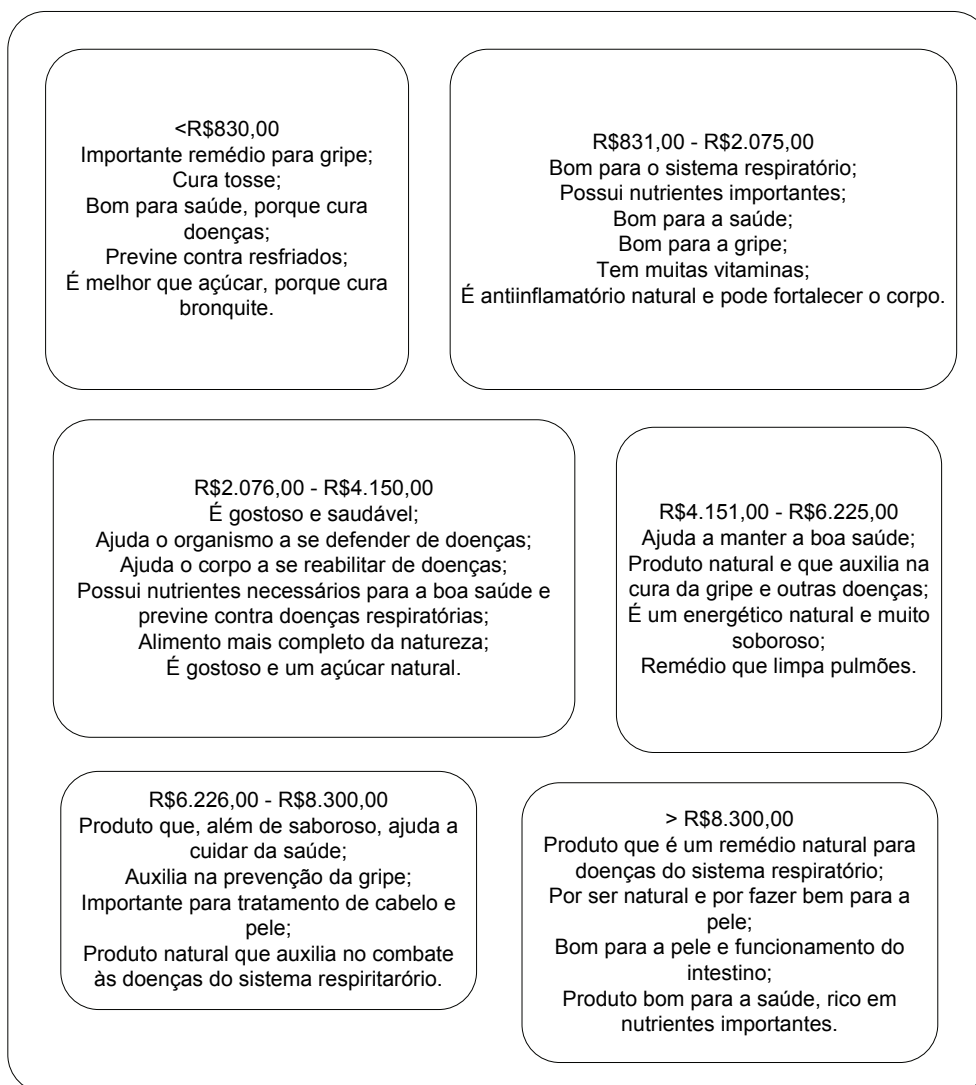 <R$830,00
Importante remédio para gripe;
Cura tosse;
Bom para saúde, porque cura
doenças;
Previne contra resfriados;
É melhor que açúcar, porque cura
bronquite.
R$831,00 - R$2.075,00
Bom para o sistema respiratório;
Possui nutrientes importantes;
Bom para a saúde;
Bom para a gripe;
Tem muitas vitaminas;
É antiinflamatório natural e pode fortalecer o corpo.
R$2.076,00 - R$4.150,00
É gostoso e saudável;
Ajuda o organismo a se defender de doenças;
Ajuda o corpo a se reabilitar de doenças;
Possui nutrientes necessários para a boa saúde e
previne contra doenças respiratórias;
Alimento mais completo da natureza;
É gostoso e um açúcar natural.
R$4.151,00 - R$6.225,00
Ajuda a manter a boa saúde;
Produto natural e que auxilia na
cura da gripe e outras doenças;
É um energético natural e muito
soboroso;
Remédio que limpa pulmões.
R$6.226,00 - R$8.300,00
Produto que, além de saboroso, ajuda a
cuidar da saúde;
Auxilia na prevenção da gripe;
Importante para tratamento de cabelo e
pele;
Produto natural que auxilia no combate
às doenças do sistema respiritarório.
> R$8.300,00
Produto que é um remédio natural para
doenças do sistema respiratório;
Por ser natural e por fazer bem para a
pele;
Bom para a pele e funcionamento do
intestino;
Produto bom para a saúde, rico em
nutrientes importantes.